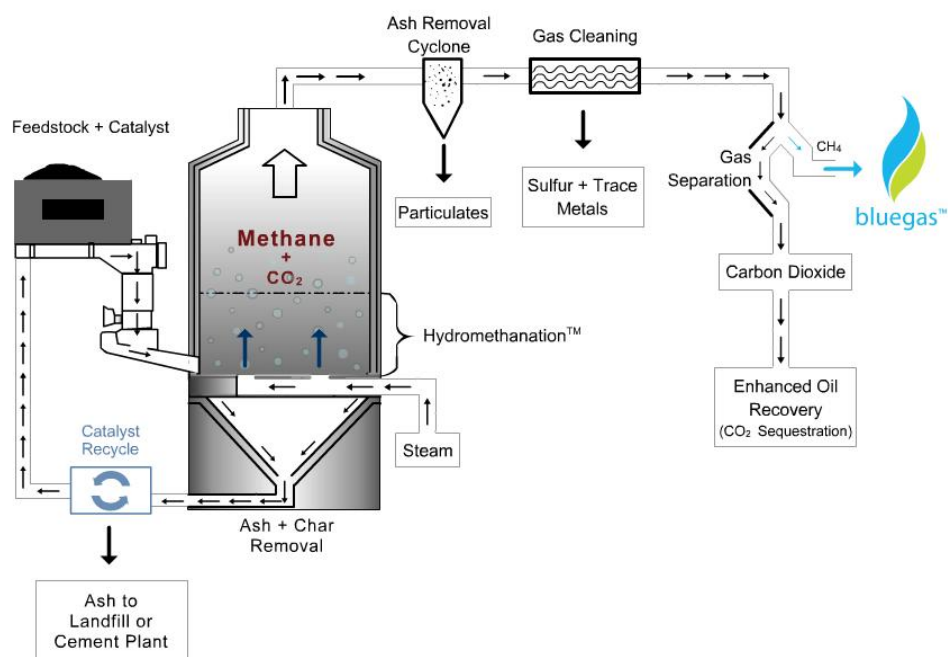 Ash Removal
Cyclone
Gas Cleaning
Feedstock + Catalyst
CH4
Gas
Separation
bluegas™
Particulates
Sulfur + Trace
Metals
Methane
+
CO2
Carbon Dioxide
Hydromethanation™
Enhanced Oil
Recovery
(CO2 Sequestration)
Steam
Catalyst
Recycle
Ash + Char
Removal
Ash to
Landfill or
Cement Plant